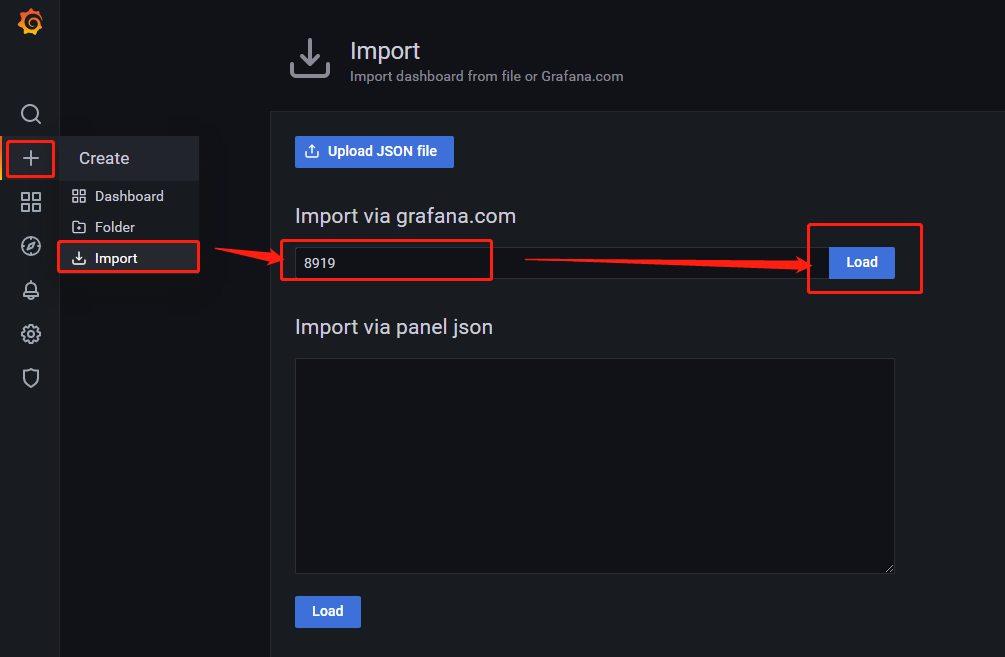 Import
Import dashboard from file or Grafana.com
Create
Dashboard
Folder
Import
Upload JSON file
Import via grafana.com
8919
Load
Import via panel json
Load